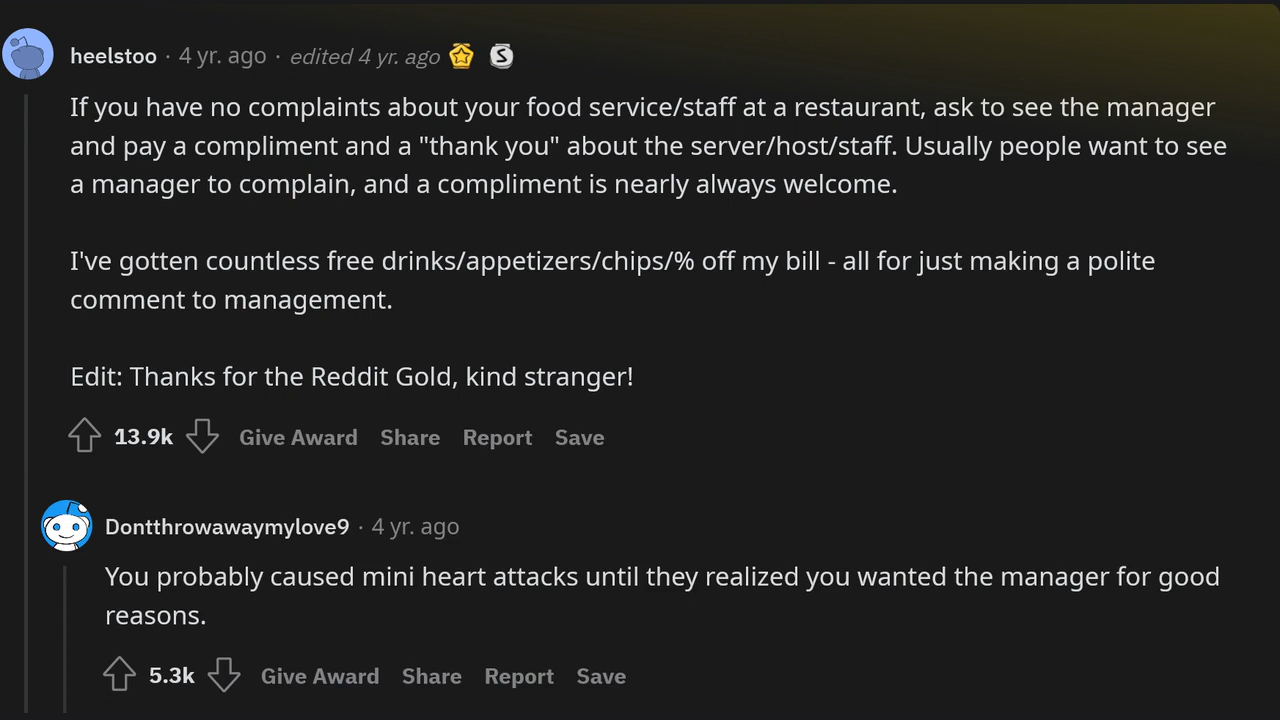 heelstoo · 4 yr. ago · edited 4 yr. ago S
If you have no complaints about your food service/staff at a restaurant, ask to see the manager
and pay a compliment and a "thank you" about the server/host/staff. Usually people want to see
a manager to complain, and a compliment is nearly always welcome.
I've gotten countless free drinks/appetizers/chips/% off my bill - all for just making a polite
comment to management.
Edit: Thanks for the Reddit Gold, kind stranger!
13.9k Give Award Share Report Save
Dontthrowawaymylove9 · 4 yr. ago
You probably caused mini heart attacks until they realized you wanted the manager for good
reasons.
5.3k Give Award Share Report Save